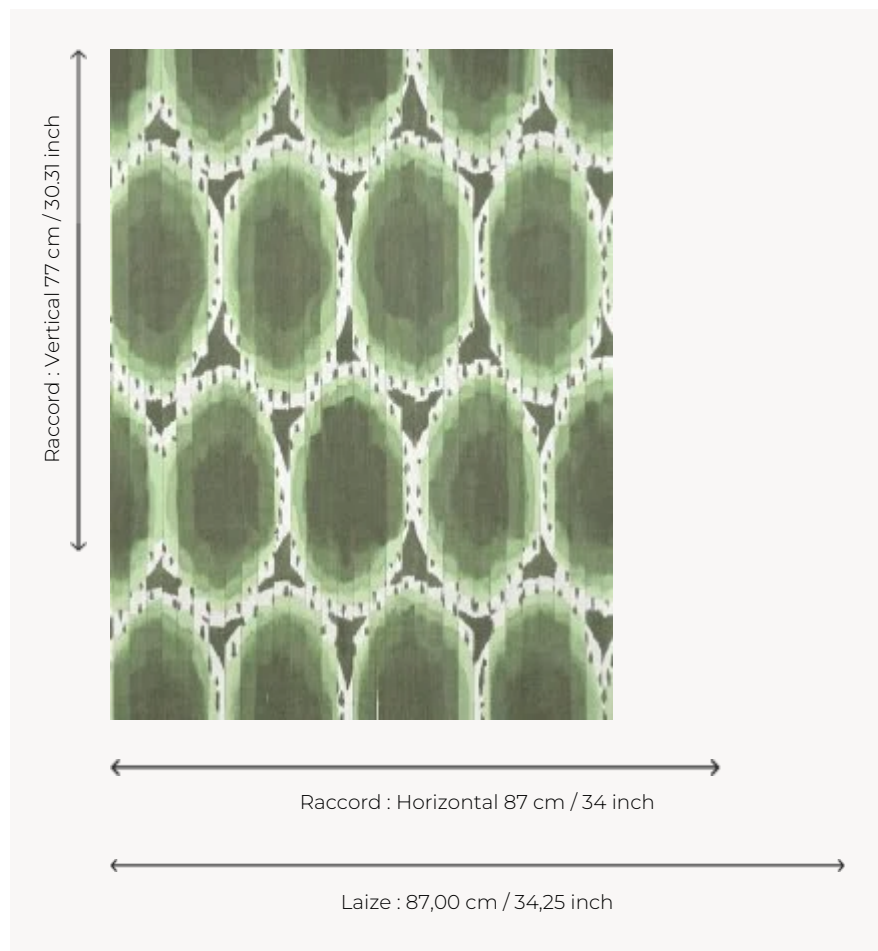 Raccord : Vertical 77 cm / 30.31 inch
Raccord : Horizontal 87 cm / 34 inch
Laize : 87,00 cm / 34,25 inch